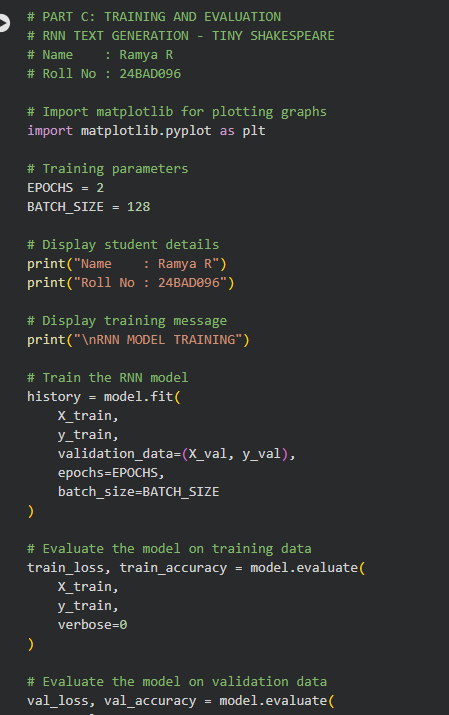 # PART C: TRAINING AND EVALUATION
# RNN TEXT GENERATION - TINY SHAKESPEARE
# Name    : Ramya R
# Roll No : 24BAD096

# Import matplotlib for plotting graphs
import matplotlib.pyplot as plt

# Training parameters
EPOCHS = 2
BATCH_SIZE = 128

# Display student details
print("Name    : Ramya R")
print("Roll No : 24BAD096")

# Display training message
print("\nRNN MODEL TRAINING")

# Train the RNN model
history = model.fit(
    X_train,
    y_train,
    validation_data=(X_val, y_val),
    epochs=EPOCHS,
    batch_size=BATCH_SIZE
)

# Evaluate the model on training data
train_loss, train_accuracy = model.evaluate(
    X_train,
    y_train,
    verbose=0
)

# Evaluate the model on validation data
val_loss, val_accuracy = model.evaluate(